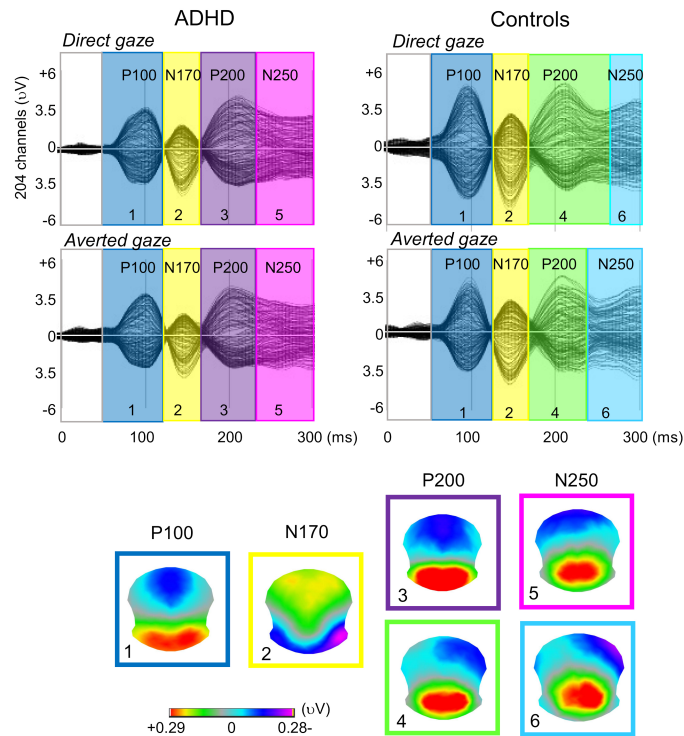 ADHD Controls
Direct gaze Direct gaze
204 channels (υV)
+6 P100 N170 P200 N250
3.5
0
3.5
-6 1 2 3 5
+6 P100 N170 P200 N250
3.5
0
3.5
-6 1 2 4 6
Averted gaze Averted gaze
+6 P100 N170 P200 N250
3.5
0
3.5
-6 1 2 3 5
+6 P100 N170 P200 N250
3.5
0
3.5
-6 1 2 4 6
0 100 200 300 (ms)
0 100 200 300 (ms)
P100 N170 P200 N250
1 2 3 5
4 6
(υV)
+0.29 0 0.28-